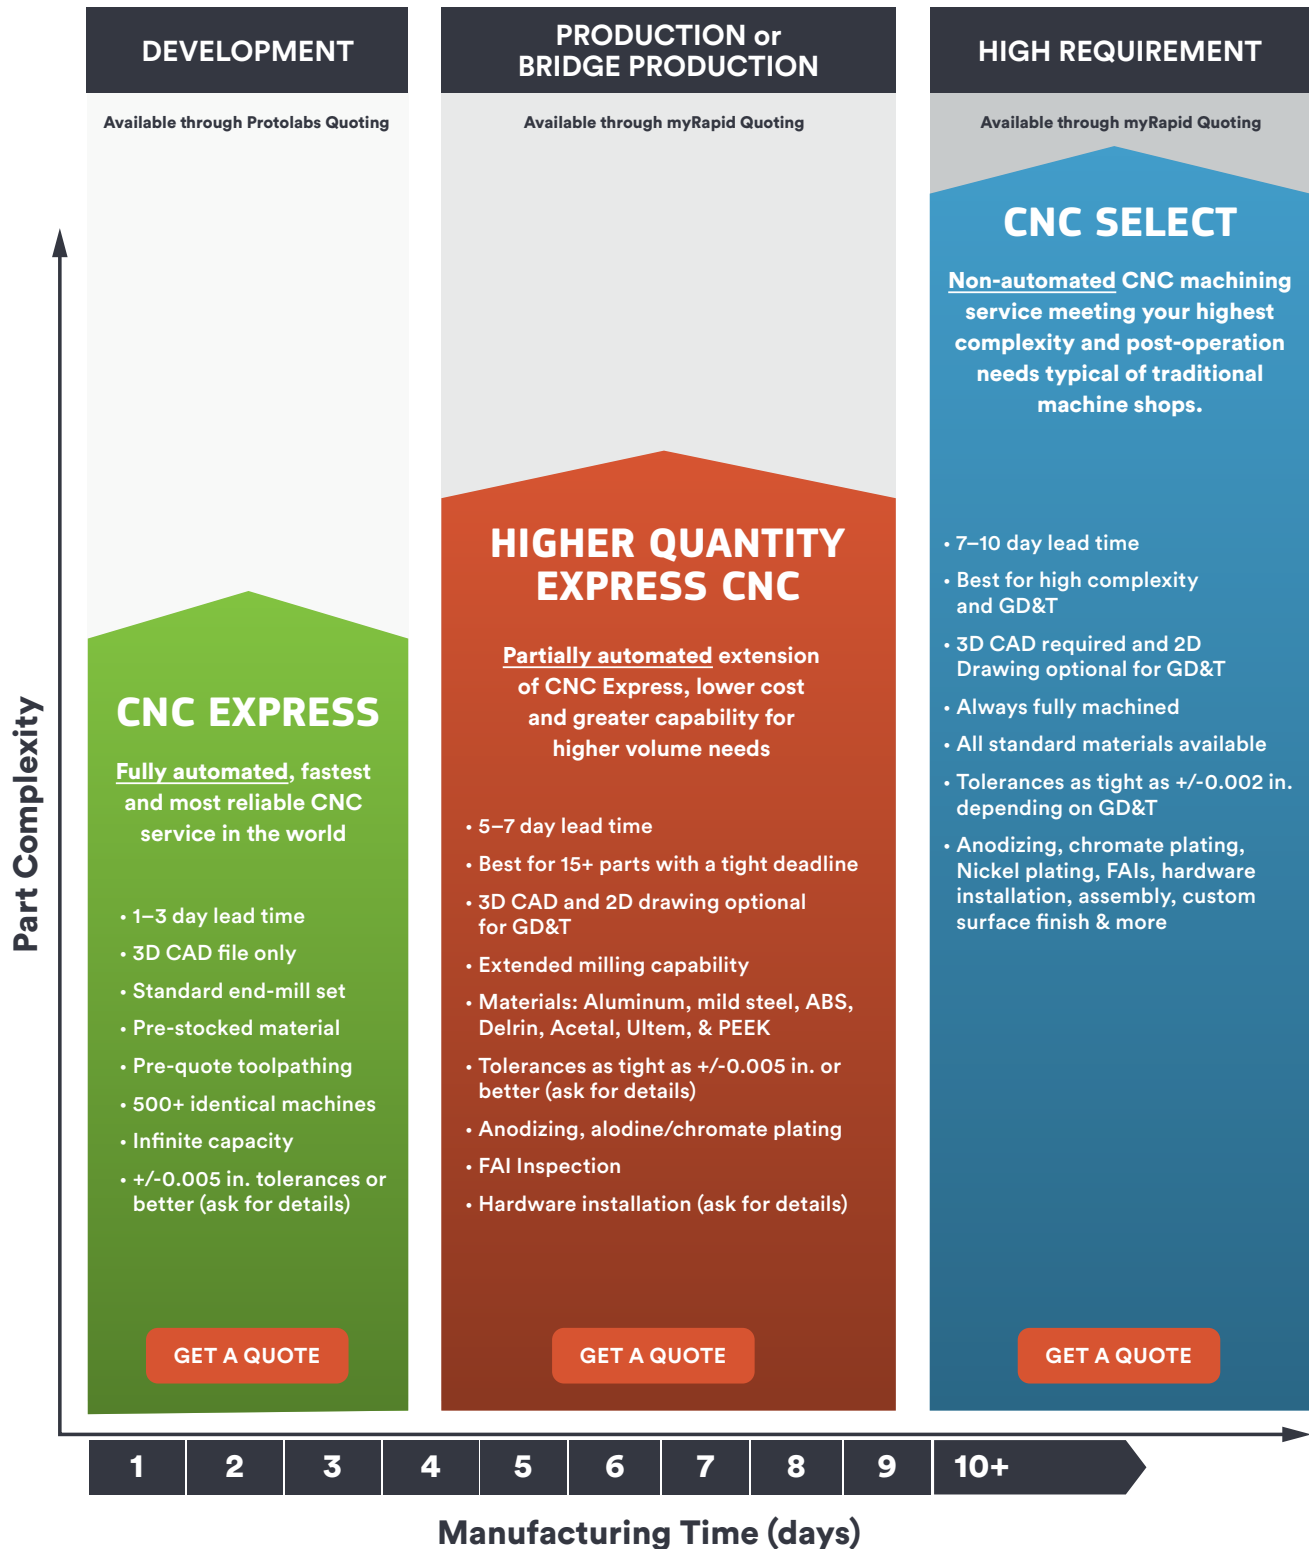 DEVELOPMENT
Available through Protolabs Quoting
CNC EXPRESS
Fully automated, fastest
and most reliable CNC
service in the world
• 1–3 day lead time
• 3D CAD file only
• Standard end-mill set
• Pre-stocked material
• Pre-quote toolpathing
• 500+ identical machines
• Infinite capacity
• +/-0.005 in. tolerances or
better (ask for details)
GET A QUOTE
PRODUCTION or
BRIDGE PRODUCTION
Available through myRapid Quoting
HIGHER QUANTITY
EXPRESS CNC
Partially automated extension
of CNC Express, lower cost
and greater capability for
higher volume needs
• 5–7 day lead time
• Best for 15+ parts with a tight deadline
• 3D CAD and 2D drawing optional
for GD&T
• Extended milling capability
• Materials: Aluminum, mild steel, ABS,
Delrin, Acetal, Ultem, & PEEK
• Tolerances as tight as +/-0.005 in. or
better (ask for details)
• Anodizing, alodine/chromate plating
• FAI Inspection
• Hardware installation (ask for details)
GET A QUOTE
HIGH REQUIREMENT
Available through myRapid Quoting
CNC SELECT
Non-automated CNC machining
service meeting your highest
complexity and post-operation
needs typical of traditional
machine shops.
• 7–10 day lead time
• Best for high complexity
and GD&T
• 3D CAD required and 2D
Drawing optional for GD&T
• Always fully machined
• All standard materials available
• Tolerances as tight as +/-0.002 in.
depending on GD&T
• Anodizing, chromate plating,
Nickel plating, FAIs, hardware
installation, assembly, custom
surface finish & more
GET A QUOTE
Part Complexity
1 2 3 4 5 6 7 8 9 10+
Manufacturing Time (days)